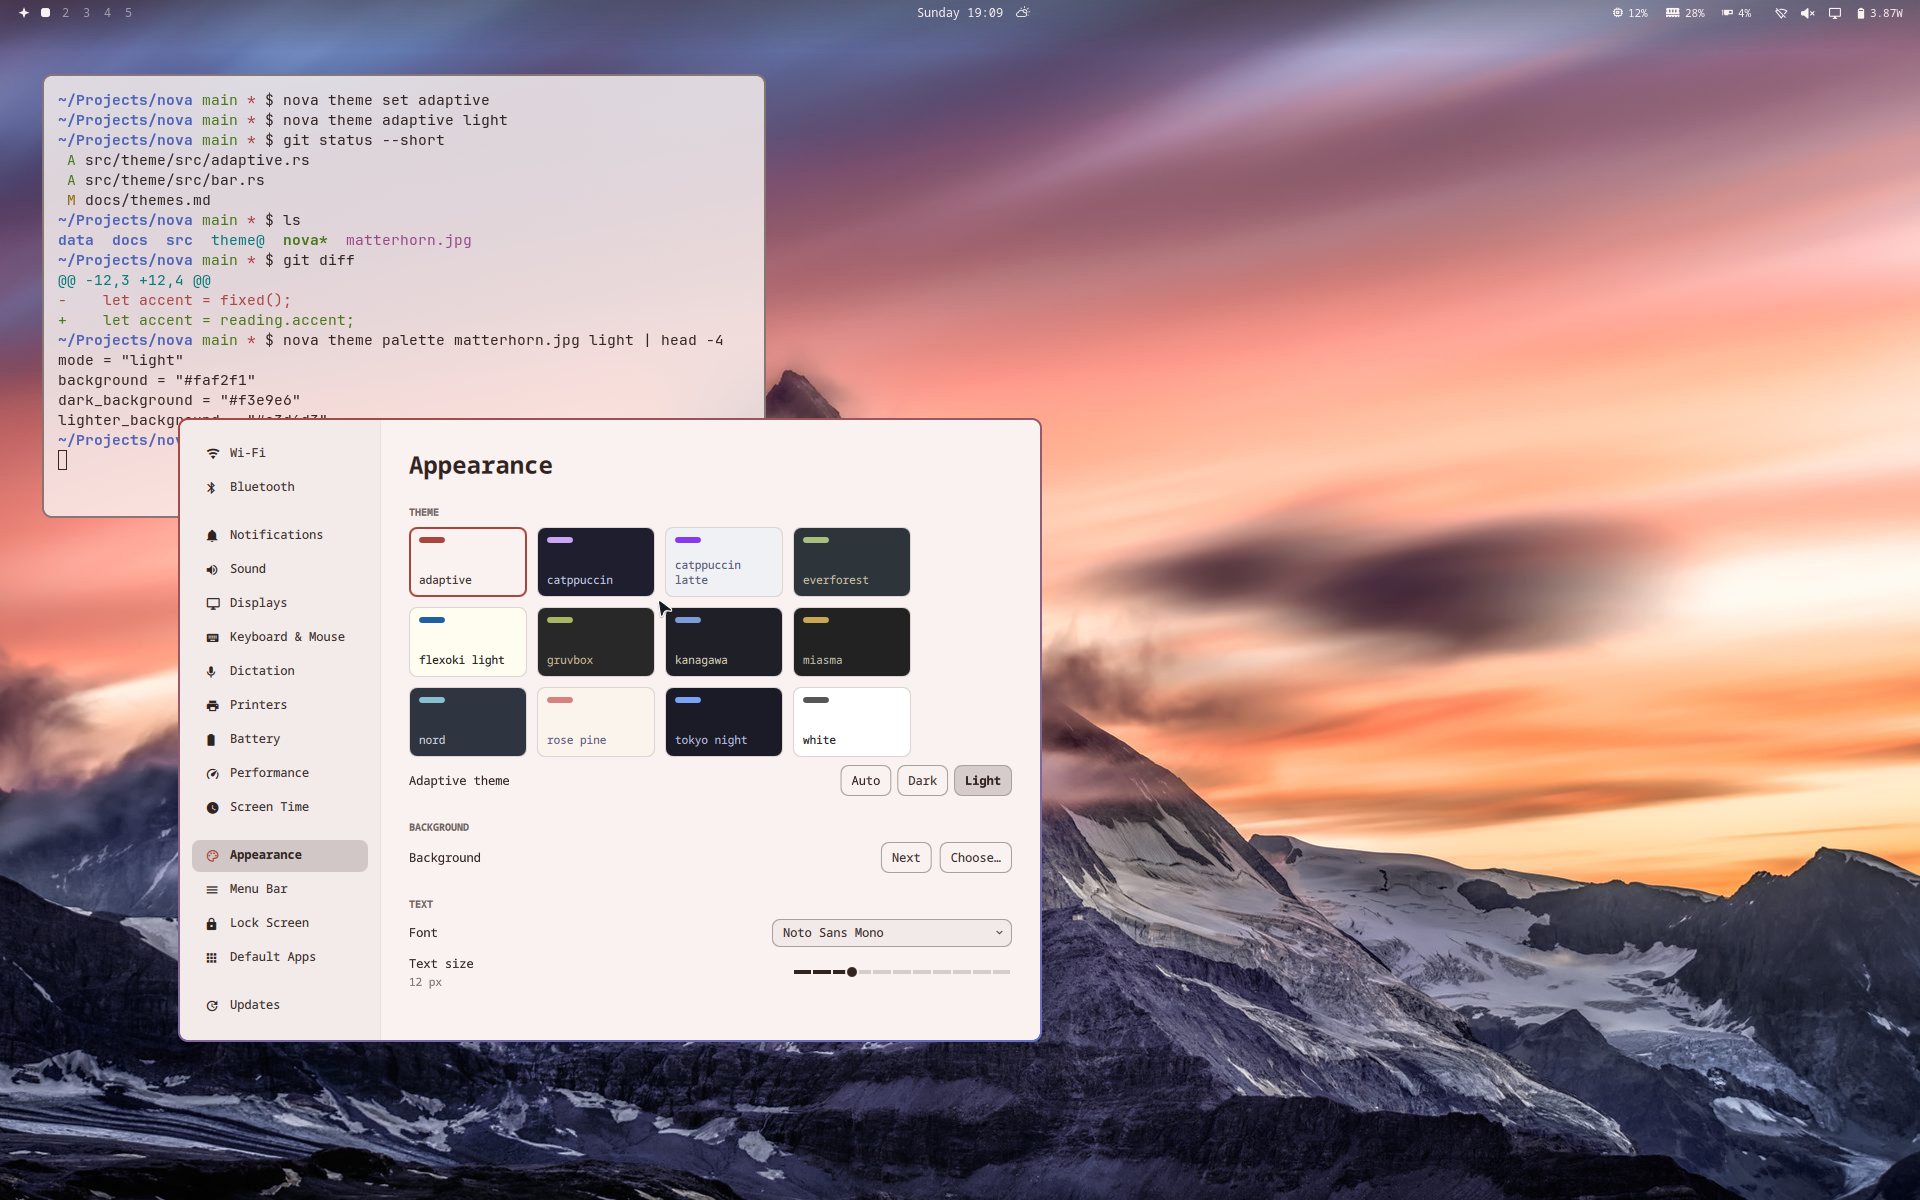 2 3 4 5
Sunday 19:09
12% 28% 4% 3.87W
~/Projects/nova main * $ nova theme set adaptive
~/Projects/nova main * $ nova theme adaptive light
~/Projects/nova main * $ git status --short
A src/theme/src/adaptive.rs
A src/theme/src/bar.rs
M docs/themes.md
~/Projects/nova main * $ ls
data docs src theme@ nova* matterhorn.jpg
~/Projects/nova main * $ git diff
@@ -12,3 +12,4 @@
-    let accent = fixed();
+    let accent = reading.accent;
~/Projects/nova main * $ nova theme palette matterhorn.jpg light | head -4
mode = "light"
background = "#faf2f1"
dark_background = "#f3e9e6"
~/Projects/nov
Wi-Fi
Bluetooth
Notifications
Sound
Displays
Keyboard & Mouse
Dictation
Printers
Battery
Performance
Screen Time
Appearance
Menu Bar
Lock Screen
Default Apps
Updates
Appearance
THEME
adaptive
catppuccin
catppuccin
latte
everforest
flexoki light
gruvbox
kanagawa
miasma
nord
rose pine
tokyo night
white
Adaptive theme
Auto Dark Light
BACKGROUND
Background
Next Choose…
TEXT
Font
Noto Sans Mono
Text size
12 px